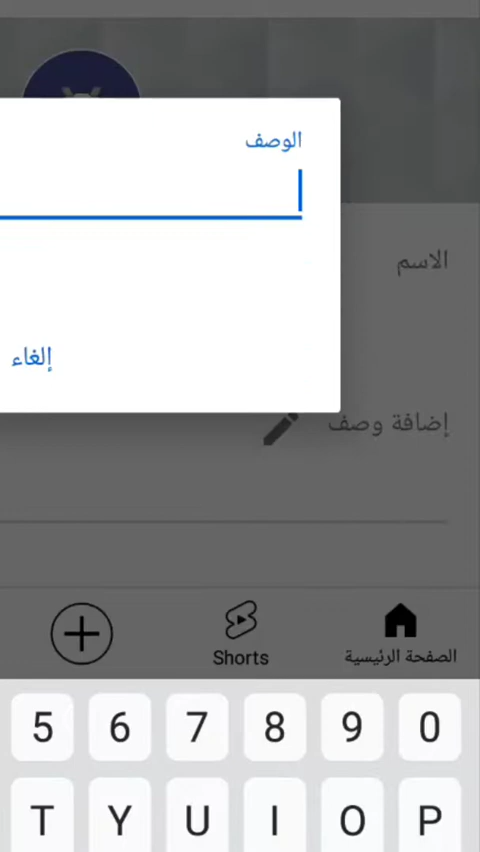 الوصف
الاسم
إلغاء
إضافة وصف
الصفحة الرئيسية
Shorts
5 6 7 8 9 0
T Y U I O P